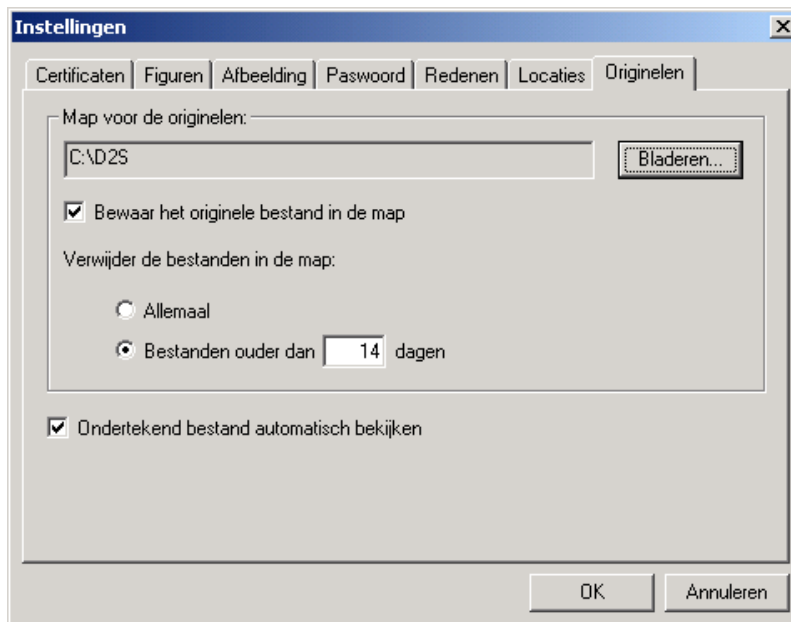 Instellingen
Certificaten Figuren Afbeelding Paswoord Redenen Locaties Originelen
Map voor de originelen:
C:\D2S Bladeren...
Bewaar het originele bestand in de map
Verwijder de bestanden in de map:
Allemaal
Bestanden ouder dan 14 dagen
Ondertekend bestand automatisch bekijken
OK Annuleren